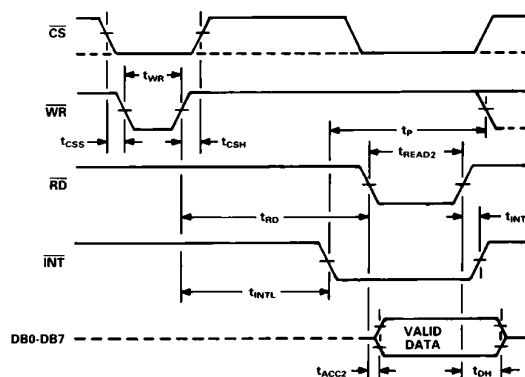 CS
tWR
WR
tCSS
tCSH
tP
tREAD2
RD
tRD
tINT
INT
tINTL
DB0-DB7
VALID
DATA
tACC2
tDH